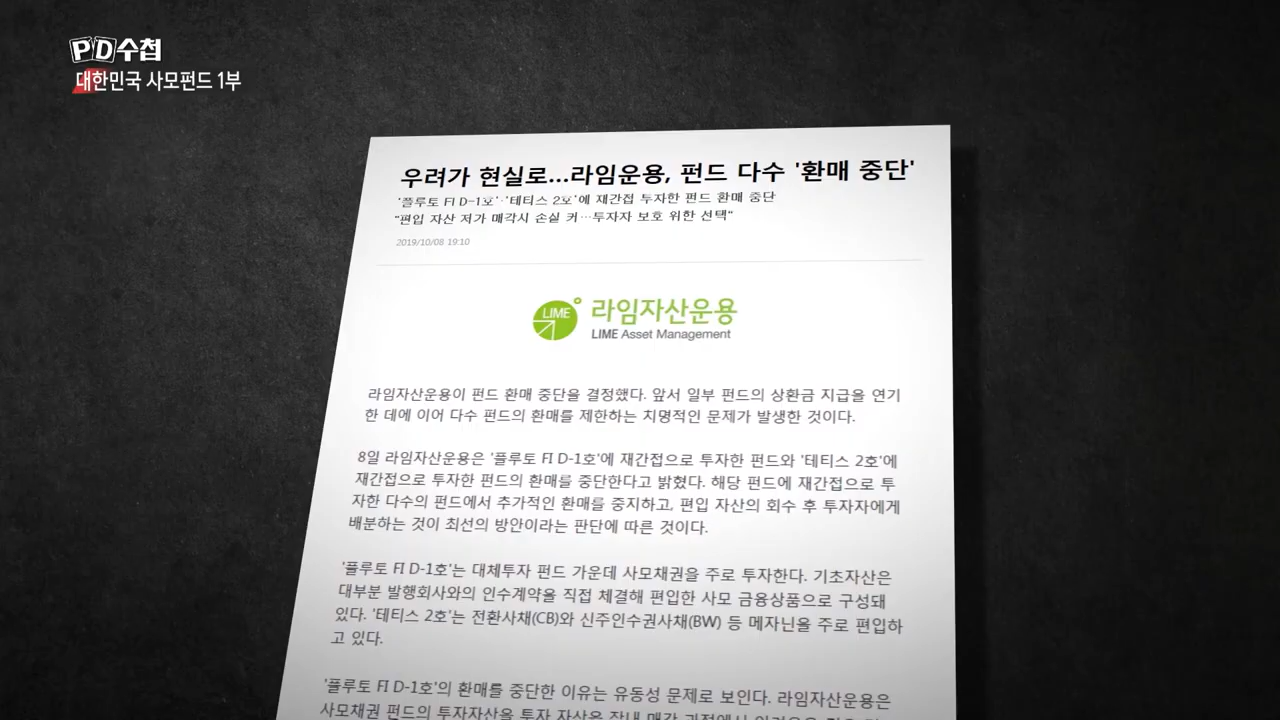 PD수첩
대한민국 사모펀드 1부
우려가 현실로...라임운용, 펀드 다수 '환매 중단'
'플루토 FI D-1호'·'테티스 2호'에 재간접 투자한 펀드 환매 중단
"편입 자산 저가 매각시 손실 커…투자자 보호 위한 선택"
2019/10/08 19:10
LIME 라임자산운용
LIME Asset Management
라임자산운용이 펀드 환매 중단을 결정했다. 앞서 일부 펀드의 상환금 지급을 연기
한 데에 이어 다수 펀드의 환매를 제한하는 치명적인 문제가 발생한 것이다.
8일 라임자산운용은 '플루토 FI D-1호'에 재간접으로 투자한 펀드와 '테티스 2호'에
재간접으로 투자한 펀드의 환매를 중단한다고 밝혔다. 해당 펀드에 재간접으로 투
자한 다수의 펀드에서 추가적인 환매를 중지하고, 편입 자산의 회수 후 투자자에게
배분하는 것이 최선의 방안이라는 판단에 따른 것이다.
'플루토 FI D-1호'는 대체투자 펀드 가운데 사모채권을 주로 투자한다. 기초자산은
대부분 발행회사와의 인수계약을 직접 체결해 편입한 사모 금융상품으로 구성돼
있다. '테티스 2호'는 전환사채(CB)와 신주인수권사채(BW) 등 메자닌을 주로 편입하
고 있다.
'플루토 FI D-1호'의 환매를 중단한 이유는 유동성 문제로 보인다. 라임자산운용은
사모채권 펀드의 투자자산을